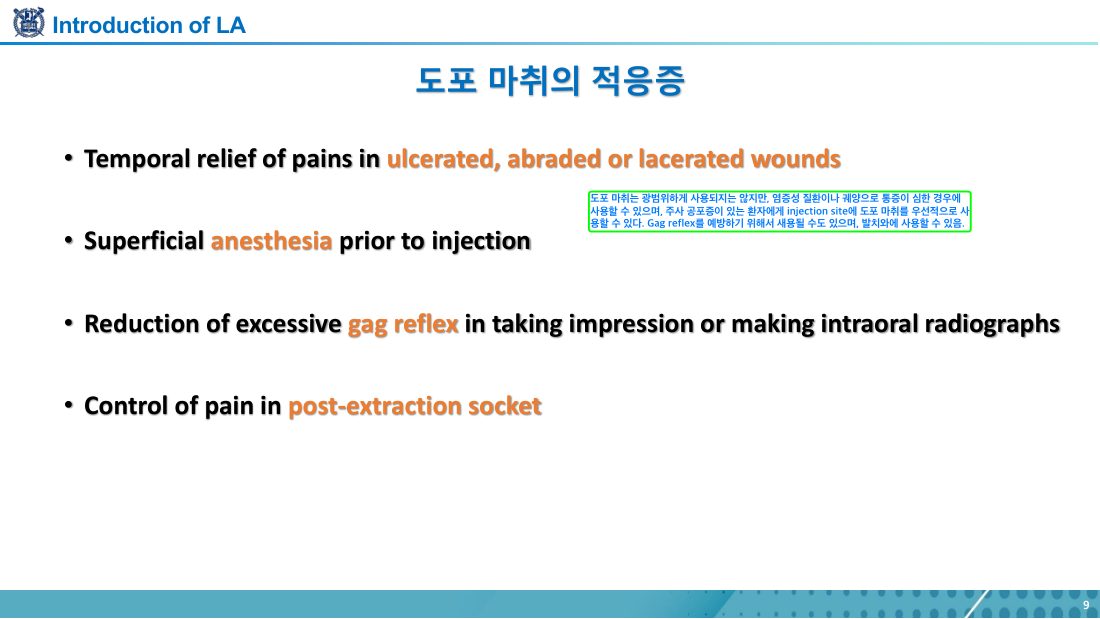 Introduction of LA
도포 마취의 적응증
• Temporal relief of pains in ulcerated, abraded or lacerated wounds
도포 마취는 광범위하게 사용되지는 않지만, 염증성 질환이나 궤양으로 통증이 심한 경우에
사용할 수 있으며, 주사 공포증이 있는 환자에게 injection site에 도포 마취를 우선적으로 사
용할 수 있다. Gag reflex를 예방하기 위해서 새용될 수도 있으며, 발치와에 사용할 수 있음.
• Superficial anesthesia prior to injection
• Reduction of excessive gag reflex in taking impression or making intraoral radiographs
• Control of pain in post-extraction socket
9